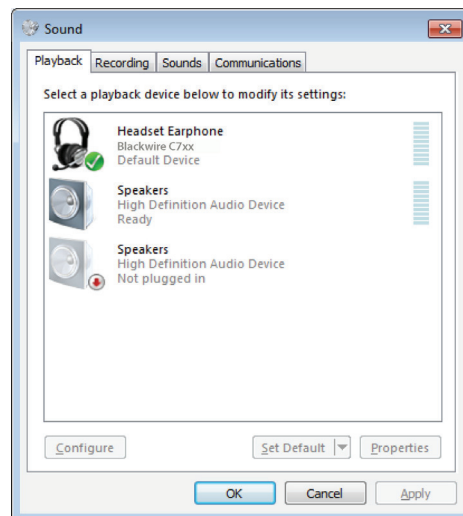 Sound
Playback Recording Sounds Communications
Select a playback device below to modify its settings:
Headset Earphone
Blackwire C7xx
Default Device
Speakers
High Definition Audio Device
Ready
Speakers
High Definition Audio Device
Not plugged in
Configure Set Default Properties
OK Cancel Apply